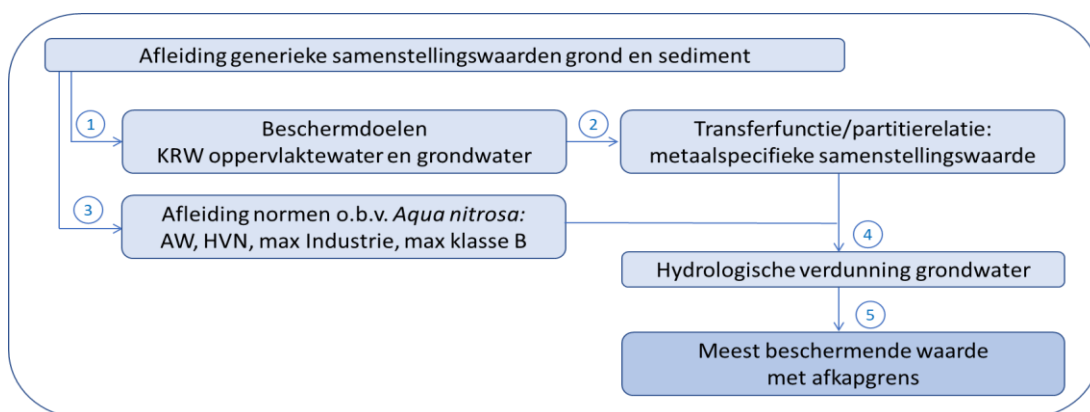 Afleiding generieke samenstellingswaarden grond en sediment
1
Beschermdoelen
KRW oppervlaktewater en grondwater
2
Transferfunctie/partitierelatie:
metaalspecifieke samenstellingswaarde
3
Afleiding normen o.b.v. Aqua nitrosa:
AW, HVN, max Industrie, max klasse B
4
Hydrologische verdunning grondwater
5
Meest beschermende waarde
met afkapgrens